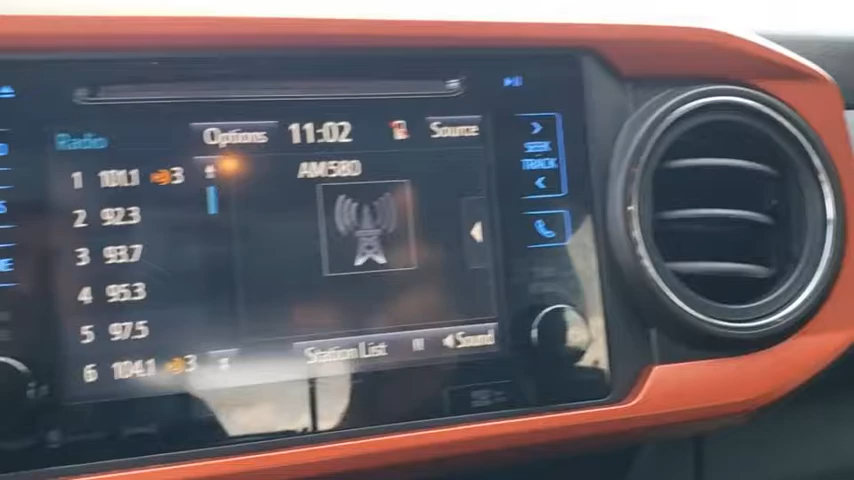 Radio
Options
11:02
Source
AM580
1 101.1 3
2 92.3
3 93.7
4 95.3
5 97.5
6 104.1 3
Station List
Sound
SEEK
TRACK